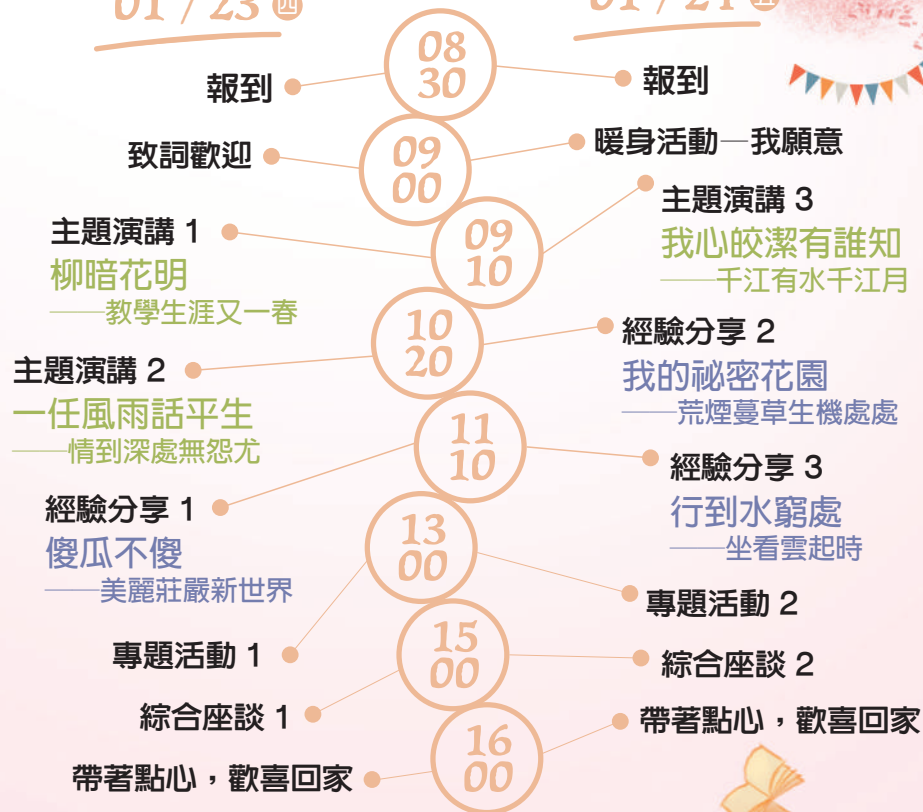 01 / 23 四
01 / 24 五
08
30
報到
報到
09
00
致詞歡迎
暖身活動—我願意
09
10
主題演講 1
柳暗花明
——教學生涯又一春
主題演講 3
我心皎潔有誰知
——千江有水千江月
10
20
主題演講 2
一任風雨話平生
——情到深處無怨尤
經驗分享 2
我的祕密花園
——荒煙蔓草生機處處
11
10
經驗分享 1
傻瓜不傻
——美麗莊嚴新世界
經驗分享 3
行到水窮處
——坐看雲起時
13
00
專題活動 1
專題活動 2
15
00
綜合座談 1
綜合座談 2
16
00
帶著點心，歡喜回家
帶著點心，歡喜回家